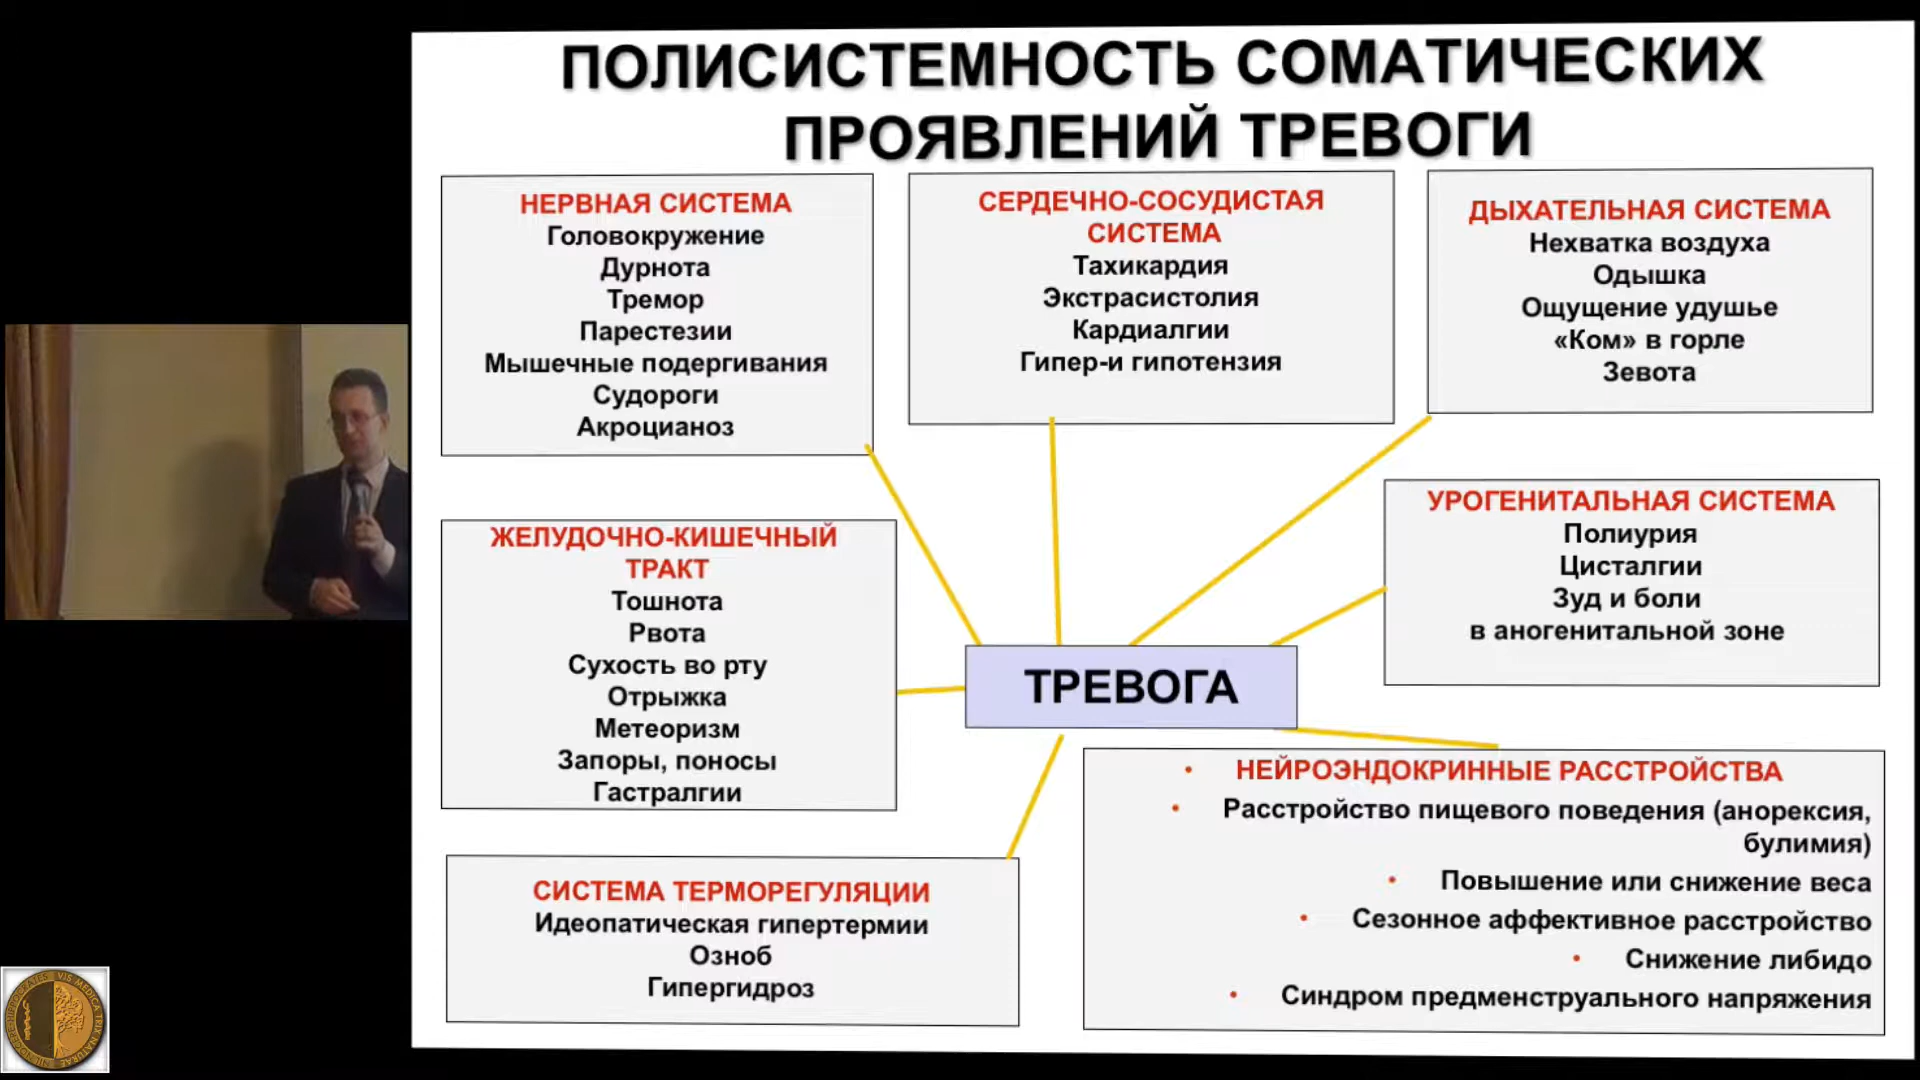 ПОЛИСИСТЕМНОСТЬ СОМАТИЧЕСКИХ
ПРОЯВЛЕНИЙ ТРЕВОГИ
НЕРВНАЯ СИСТЕМА
Головокружение
Дурнота
Тремор
Парестезии
Мышечные подергивания
Судороги
Акроцианоз
СЕРДЕЧНО-СОСУДИСТАЯ
СИСТЕМА
Тахикардия
Экстрасистолия
Кардиалгии
Гипер-и гипотензия
ДЫХАТЕЛЬНАЯ СИСТЕМА
Нехватка воздуха
Одышка
Ощущение удушье
«Ком» в горле
Зевота
ЖЕЛУДОЧНО-КИШЕЧНЫЙ
ТРАКТ
Тошнота
Рвота
Сухость во рту
Отрыжка
Метеоризм
Запоры, поносы
Гастралгии
УРОГЕНИТАЛЬНАЯ СИСТЕМА
Полиурия
Цисталгии
Зуд и боли
в аногенитальной зоне
ТРЕВОГА
СИСТЕМА ТЕРМОРЕГУЛЯЦИИ
Идеопатическая гипертермии
Озноб
Гипергидроз
• НЕЙРОЭНДОКРИННЫЕ РАССТРОЙСТВА
• Расстройство пищевого поведения (анорексия,
булимия)
• Повышение или снижение веса
• Сезонное аффективное расстройство
• Снижение либидо
• Синдром предменструального напряжения
VIS MEDICATRIX NATURAE